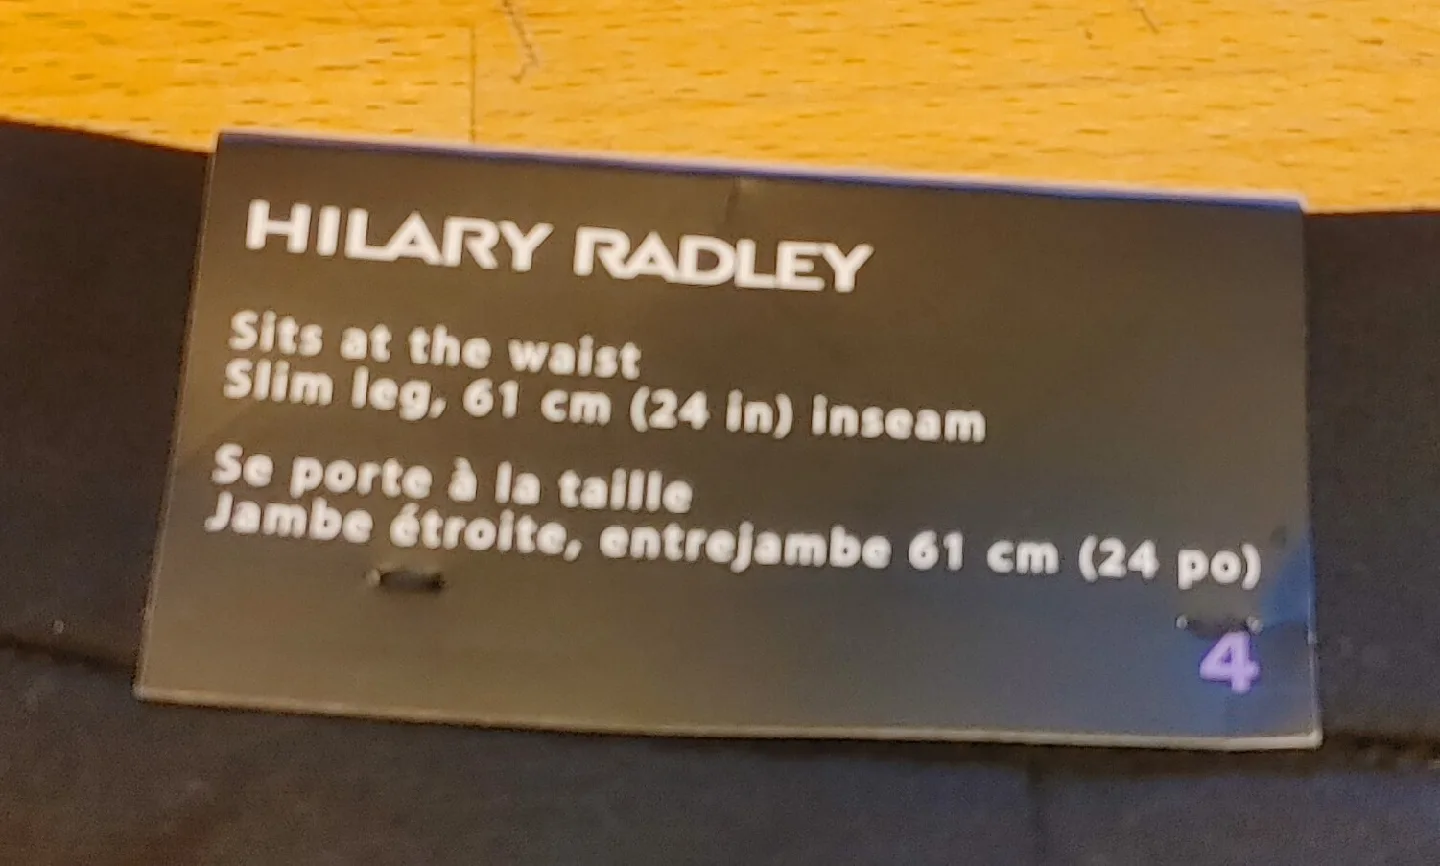 HILARY RADLEY
Sits at the waist
Slim leg, 61 cm (24 in) inseam
Se porte à la taille
Jambe étroite, entrejambe 61 cm (24 po)
4